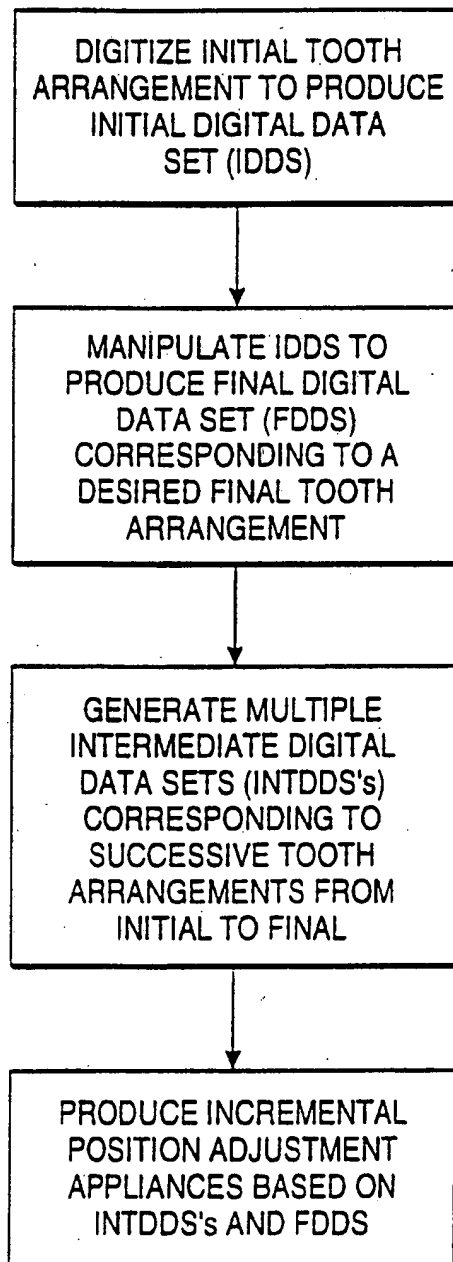 DIGITIZE INITIAL TOOTH
ARRANGEMENT TO PRODUCE
INITIAL DIGITAL DATA
SET (IDDS)
MANIPULATE IDDS TO
PRODUCE FINAL DIGITAL
DATA SET (FDDS)
CORRESPONDING TO A
DESIRED FINAL TOOTH
ARRANGEMENT
GENERATE MULTIPLE
INTERMEDIATE DIGITAL
DATA SETS (INTDDS's)
CORRESPONDING TO
SUCCESSIVE TOOTH
ARRANGEMENTS FROM
INITIAL TO FINAL
PRODUCE INCREMENTAL
POSITION ADJUSTMENT
APPLIANCES BASED ON
INTDDS's AND FDDS